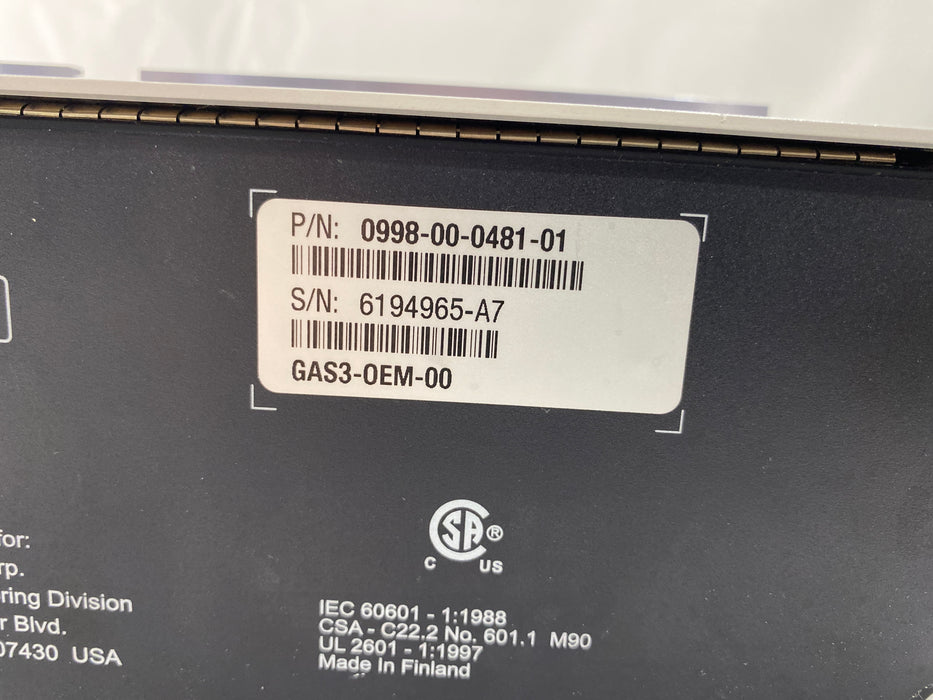 P/N: 0998-00-0481-01
S/N: 6194965-A7
GAS3-OEM-00
for:
rp.
ring Division
r Blvd.
07430 USA
CSA®
C US
IEC 60601 - 1:1988
CSA - C22.2 No. 601.1 M90
UL 2601 - 1:1997
Made In Finland